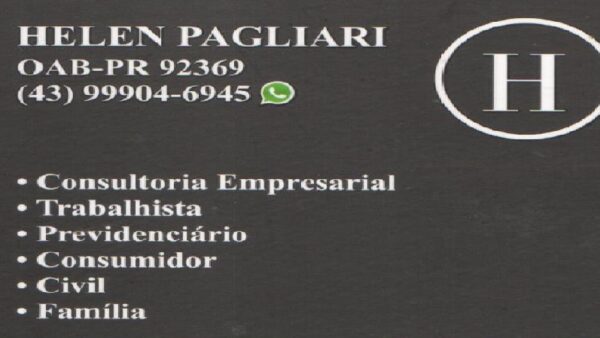 HELEN PAGLIARI
OAB-PR 92369
(43) 99904-6945
H
• Consultoria Empresarial
• Trabalhista
• Previdenciário
• Consumidor
• Civil
• Família